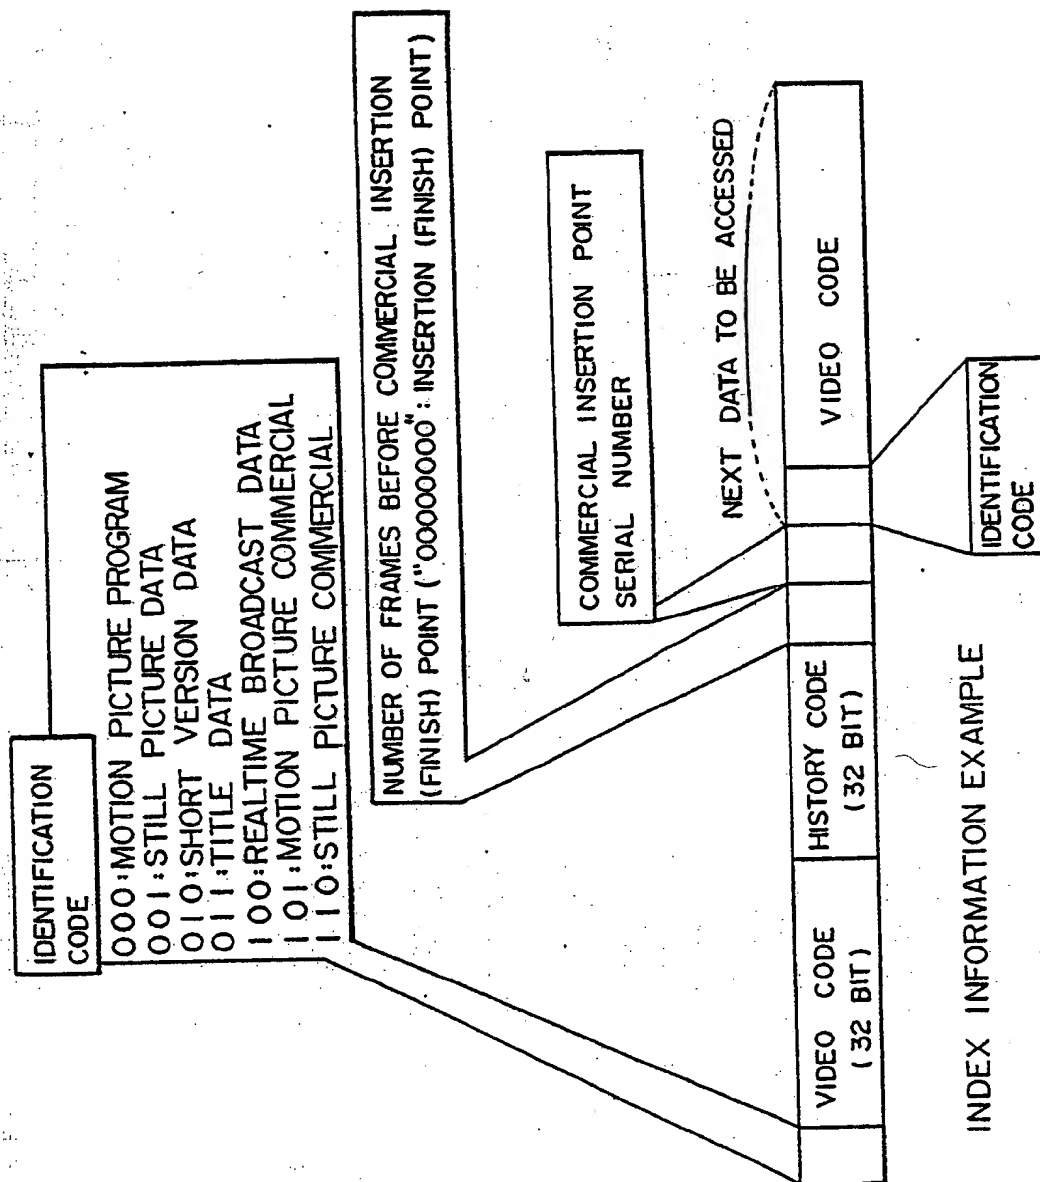 IDENTIFICATION
CODE
000:MOTION PICTURE PROGRAM
001:STILL PICTURE DATA
010:SHORT VERSION DATA
011:TITLE DATA
100:REALTIME BROADCAST DATA
101:MOTION PICTURE COMMERCIAL
110:STILL PICTURE COMMERCIAL
NUMBER OF FRAMES BEFORE COMMERCIAL INSERTION
(FINISH) POINT ("0000000": INSERTION (FINISH) POINT)
COMMERCIAL INSERTION POINT
SERIAL NUMBER
NEXT DATA TO BE ACCESSED
VIDEO CODE
(32 BIT)
HISTORY CODE
(32 BIT)
VIDEO CODE
IDENTIFICATION
CODE
INDEX INFORMATION EXAMPLE